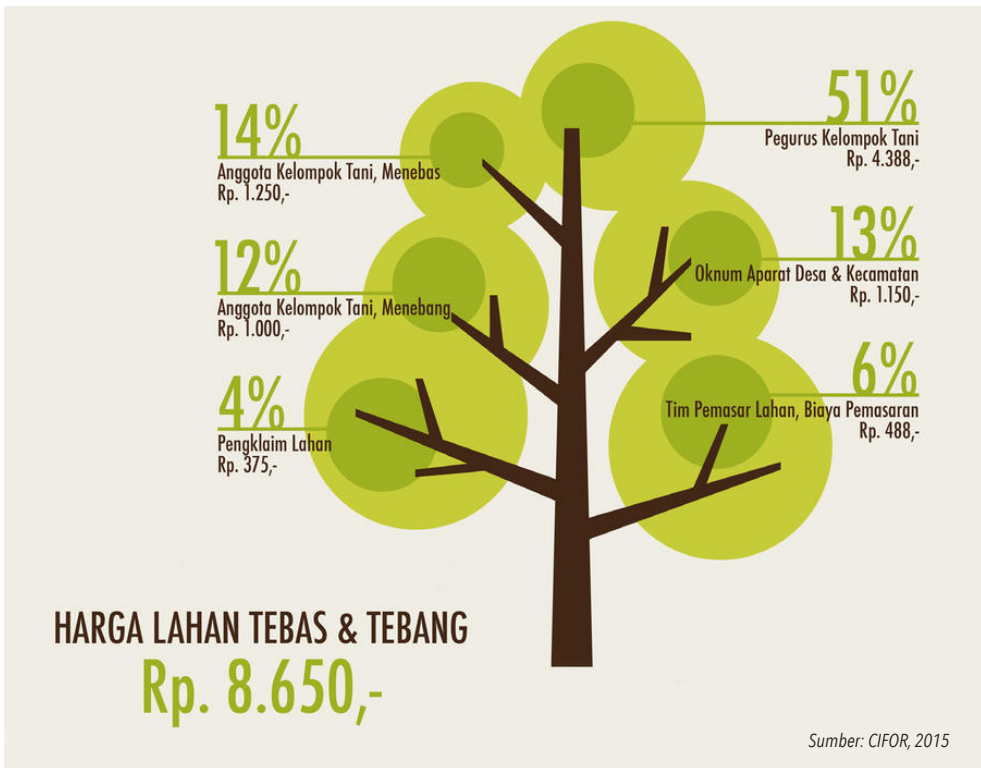 14%
Anggota Kelompok Tani, Menebas
Rp. 1.250,-
12%
Anggota Kelompok Tani, Menebang
Rp. 1.000,-
4%
Pengklaim Lahan
Rp. 375,-
51%
Pegurus Kelompok Tani
Rp. 4.388,-
13%
Oknum Aparat Desa & Kecamatan
Rp. 1.150,-
6%
Tim Pemasar Lahan, Biaya Pemasaran
Rp. 488,-
HARGA LAHAN TEBAS & TEBANG
Rp. 8.650,-
Sumber: CIFOR, 2015